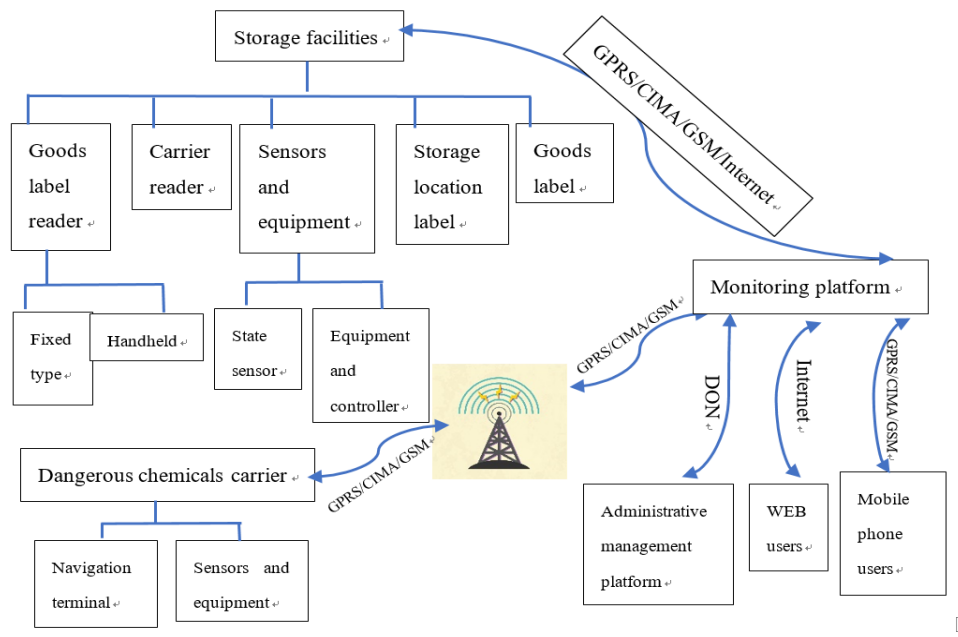 Storage facilities
GPRS/CIMA/GSM/Internet
Goods
label
reader
Carrier
reader
Sensors
and
equipment
Storage
location
label
Goods
label
Monitoring platform
Fixed
type
Handheld
State
sensor
Equipment
and
controller
GPRS/CIMA/GSM
DON
Internet
GPRS/CIMA/GSM
GPRS/CIMA/GSM
Dangerous chemicals carrier
Administrative
management
platform
WEB
users
Mobile
phone
users
Navigation
terminal
Sensors and
equipment